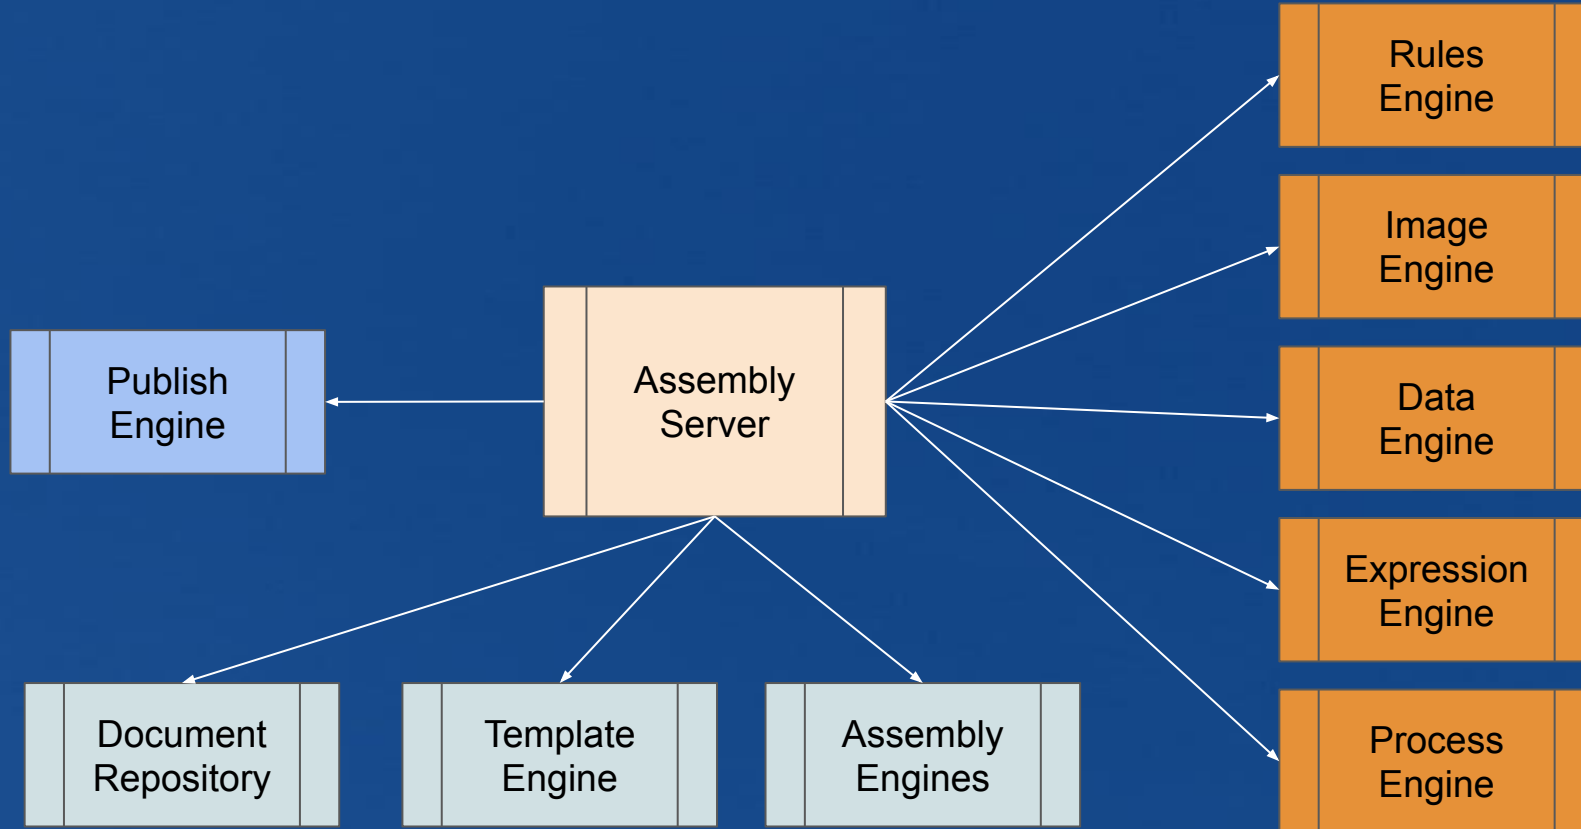 Rules
Engine
Image
Engine
Publish
Engine
Assembly
Server
Data
Engine
Expression
Engine
Document
Repository
Template
Engine
Assembly
Engines
Process
Engine